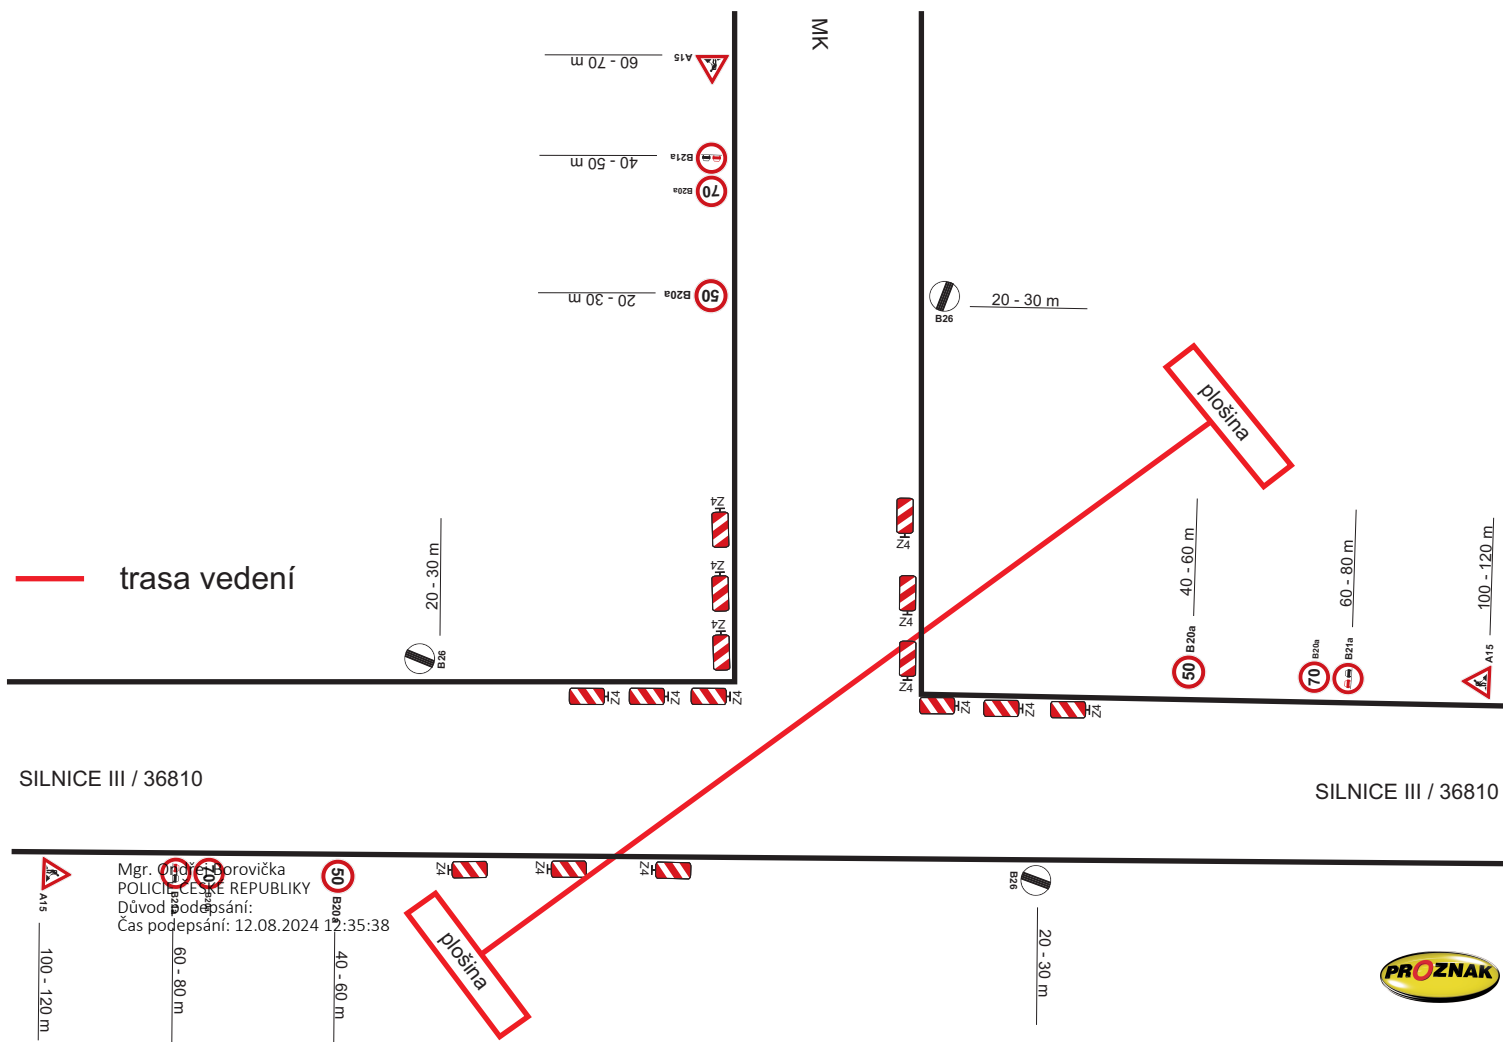 MK
A15
60 - 70 m
B21a
40 - 50 m
B20a
70
B20a
50
20 - 30 m
B26
20 - 30 m
plošina
trasa vedení
20 - 30 m
B26
Z4
Z4
Z4
Z4
Z4
Z4
Z4
Z4
Z4
Z4
Z4
Z4
50
B20a
40 - 60 m
70
B20a
B21a
60 - 80 m
A15
100 - 120 m
SILNICE III / 36810
SILNICE III / 36810
A15
100 - 120 m
Mgr. Ondřej Borovička
POLICIE ČESKÉ REPUBLIKY
Důvod podepsání:
Čas podepsání: 12.08.2024 12:35:38
B21a
70
B20a
60 - 80 m
50
B20a
40 - 60 m
Z4
Z4
Z4
plošina
B26
20 - 30 m
PROZNAK